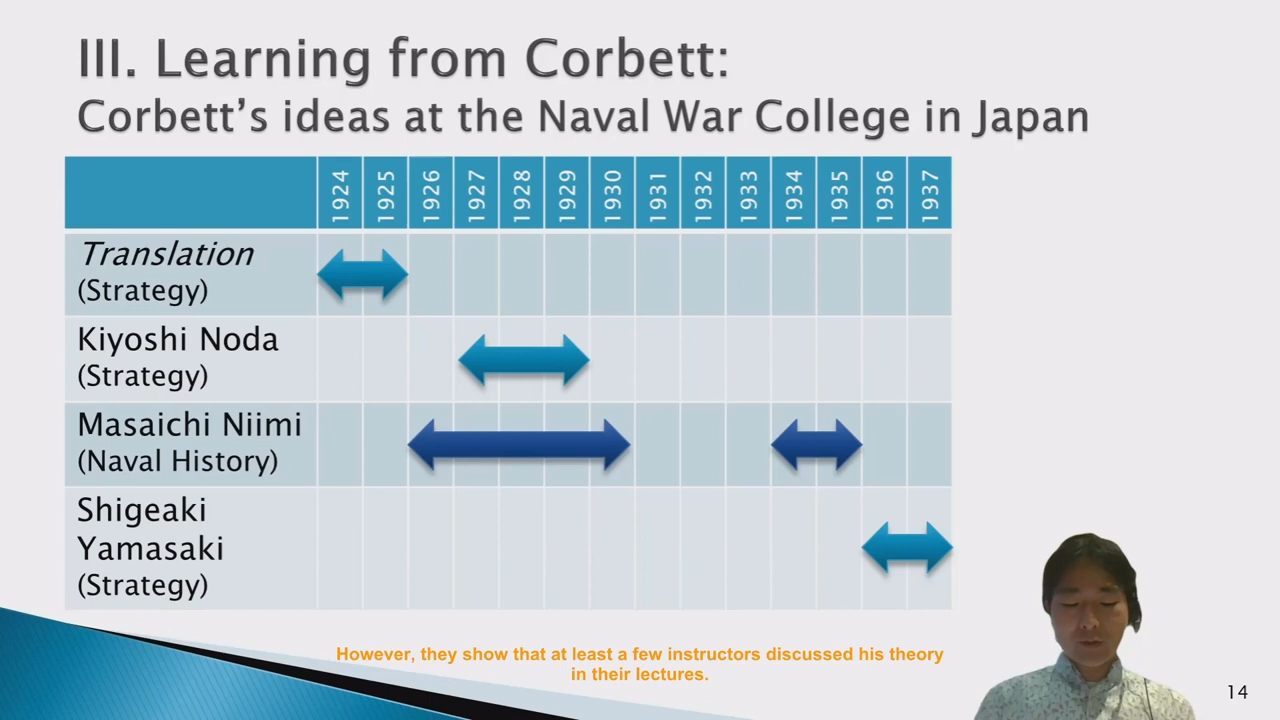 III. Learning from Corbett:
Corbett's ideas at the Naval War College in Japan
1924 1925 1926 1927 1928 1929 1930 1931 1932 1933 1934 1935 1936 1937
Translation
(Strategy)
Kiyoshi Noda
(Strategy)
Masaichi Niimi
(Naval History)
Shigeaki
Yamasaki
(Strategy)
However, they show that at least a few instructors discussed his theory
in their lectures.
14